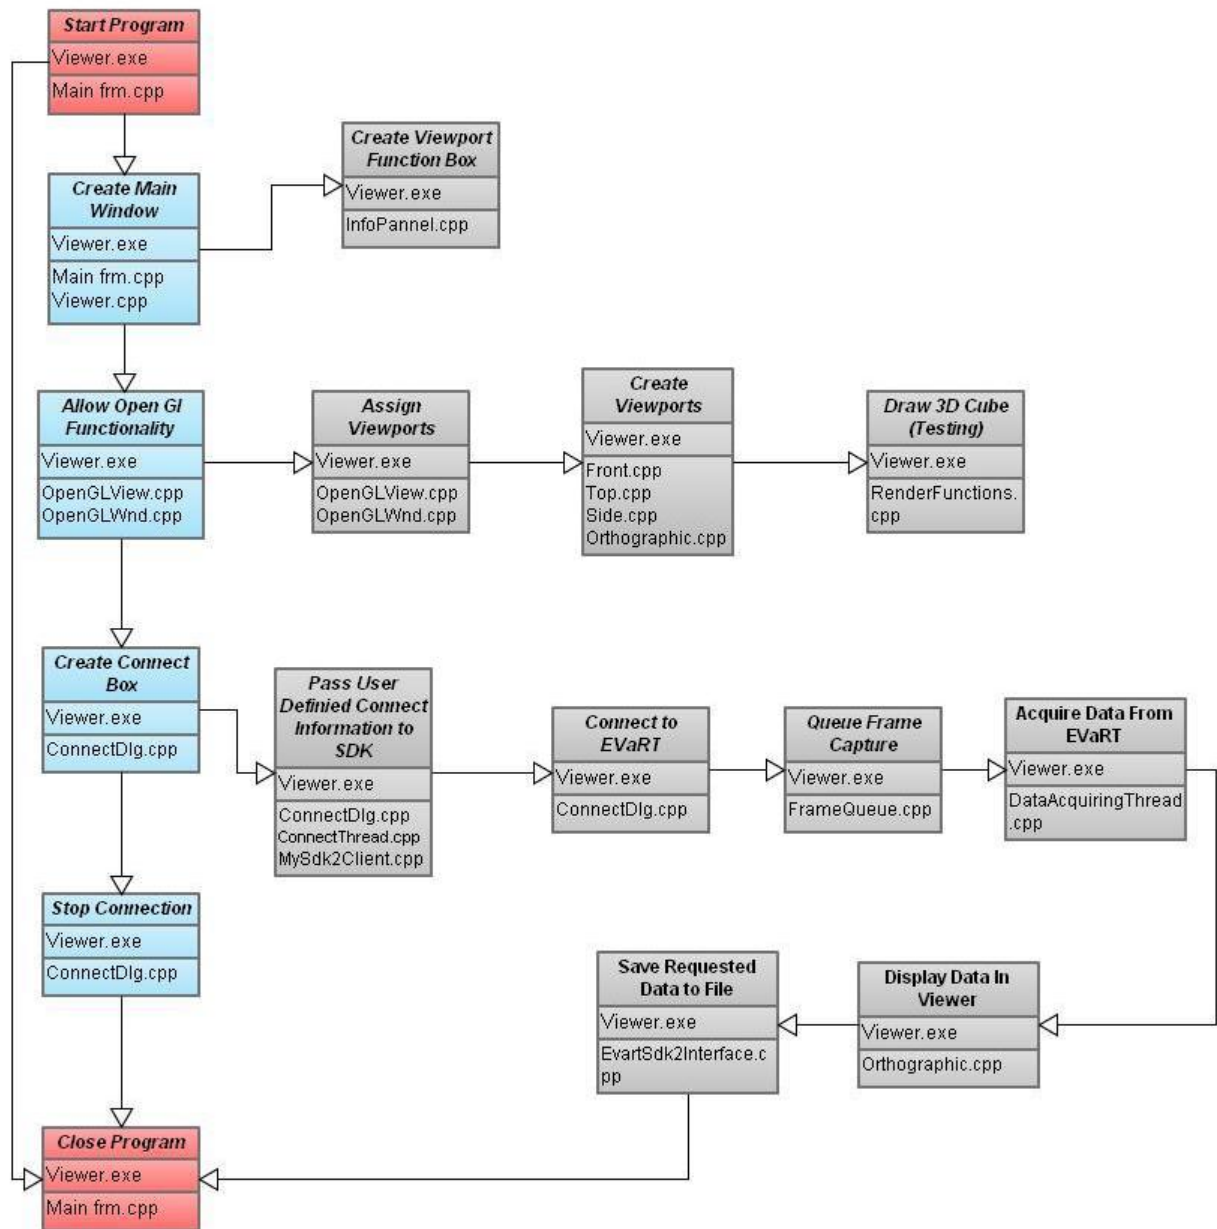 Start Program
Viewer.exe
Main frm.cpp
Create Viewport
Function Box
Viewer.exe
InfoPannel.cpp
Create Main
Window
Viewer.exe
Main frm.cpp
Viewer.cpp
Allow Open Gl
Functionality
Viewer.exe
OpenGLView.cpp
OpenGLWnd.cpp
Assign
Viewports
Viewer.exe
OpenGLView.cpp
OpenGLWnd.cpp
Create
Viewports
Viewer.exe
Front.cpp
Top.cpp
Side.cpp
Orthographic.cpp
Draw 3D Cube
(Testing)
Viewer.exe
RenderFunctions.
cpp
Create Connect
Box
Viewer.exe
ConnectDlg.cpp
Pass User
Definied Connect
Information to
SDK
Viewer.exe
ConnectDlg.cpp
ConnectThread.cpp
MySdk2Client.cpp
Connect to
EVaRT
Viewer.exe
ConnectDlg.cpp
Queue Frame
Capture
Viewer.exe
FrameQueue.cpp
Acquire Data From
EVaRT
Viewer.exe
DataAcquiringThread
.cpp
Stop Connection
Viewer.exe
ConnectDlg.cpp
Save Requested
Data to File
Viewer.exe
EvartSdk2Interface.c
pp
Display Data In
Viewer
Viewer.exe
Orthographic.cpp
Close Program
Viewer.exe
Main frm.cpp